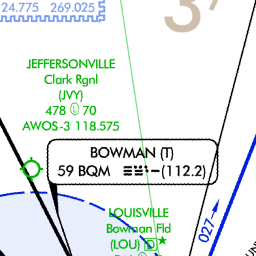 24.775 269.025
3
JEFFERSONVILLE
Clark Rgnl
(JVY)
478 Ⓛ 70
AWOS-3 118.575
BOWMAN (T)
59 BQM (112.2)
LOUISVILLE
Bowman Fld
(LOU)
027